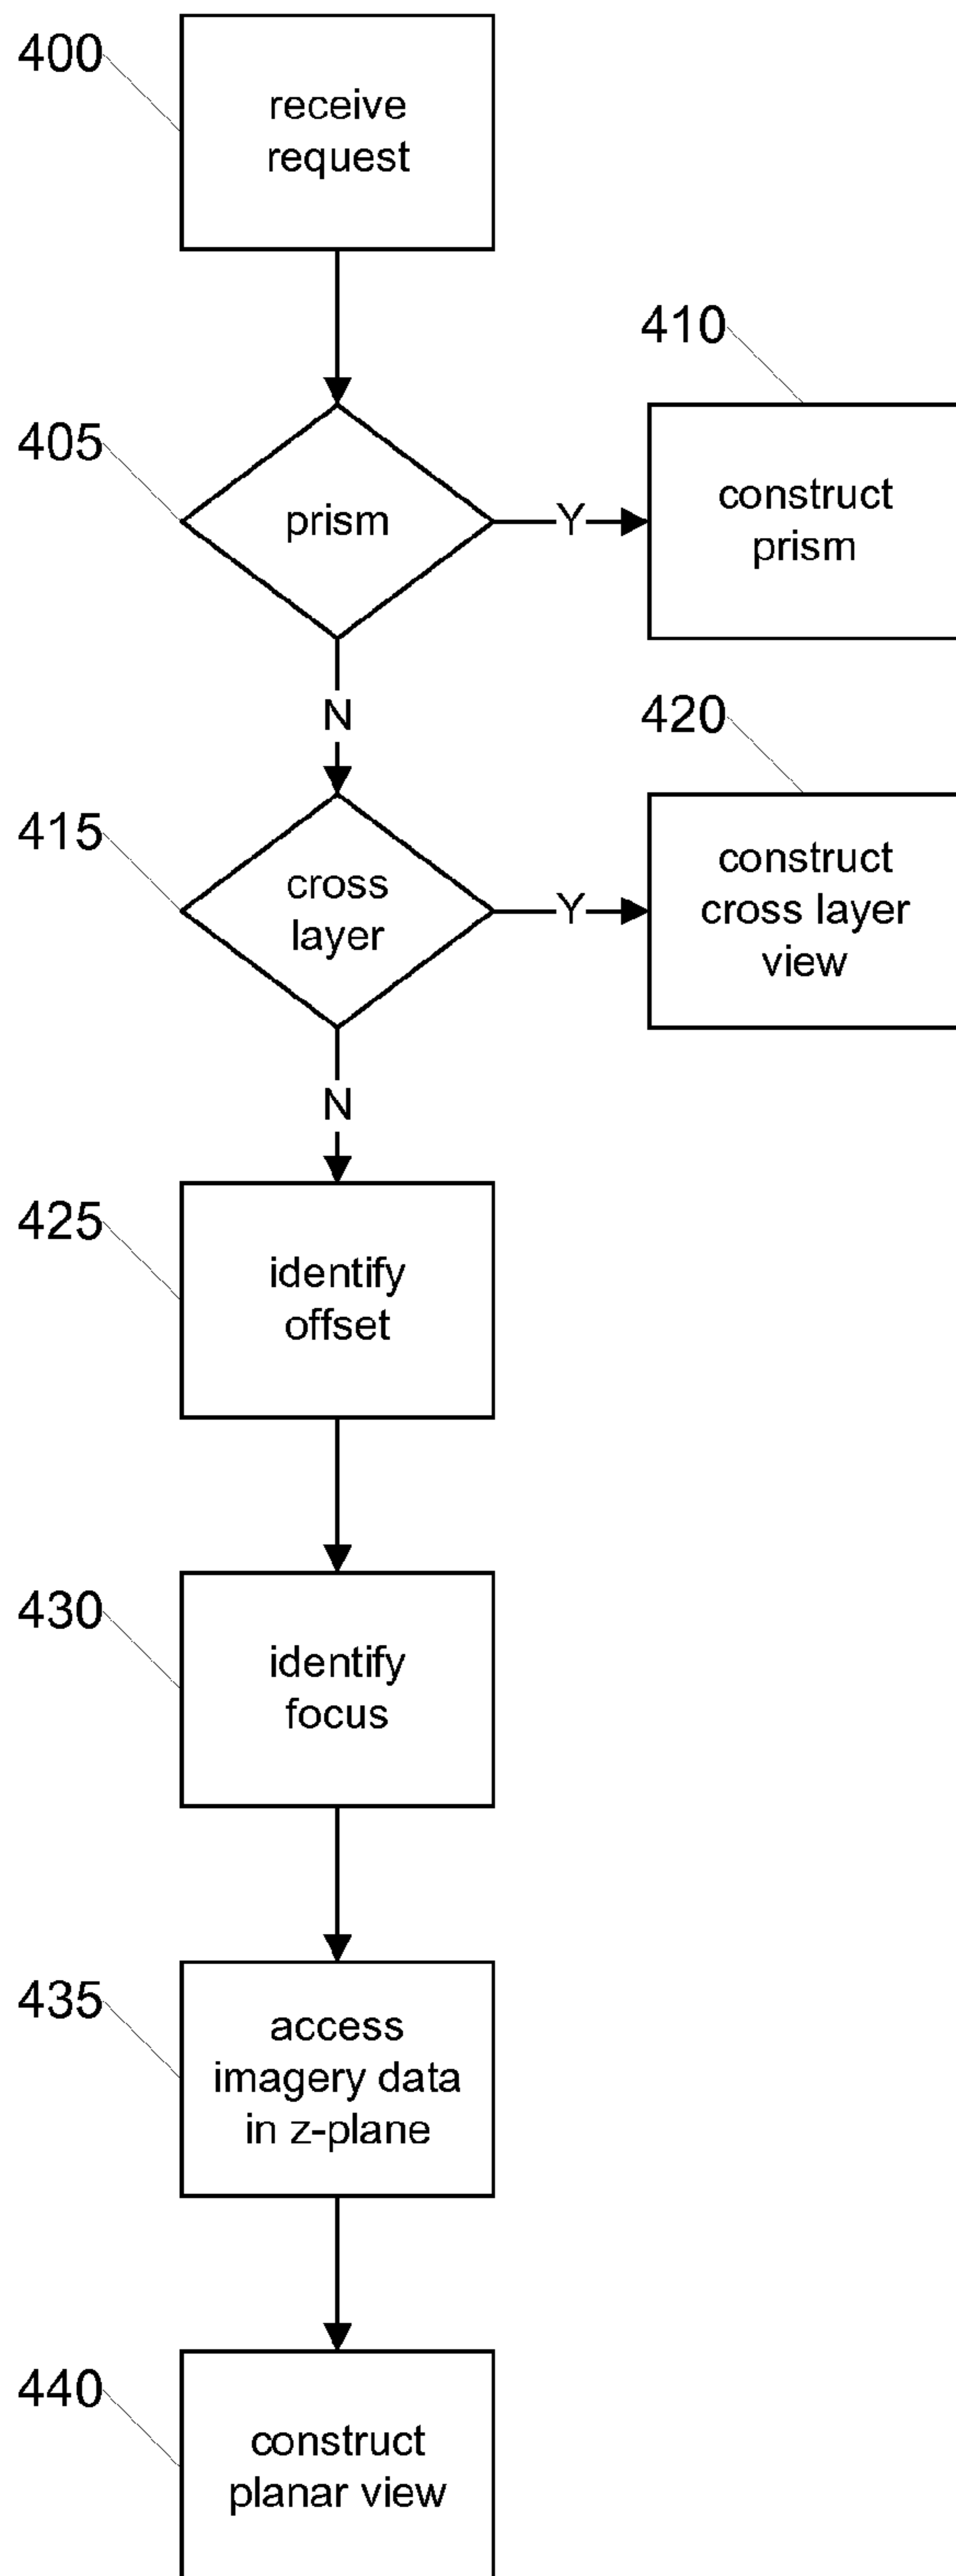 400
receive
request
410
405
prism
Y
construct
prism
N
420
415
cross
layer
Y
construct
cross layer
view
N
425
identify
offset
430
identify
focus
435
access
imagery data
in z-plane
440
construct
planar view